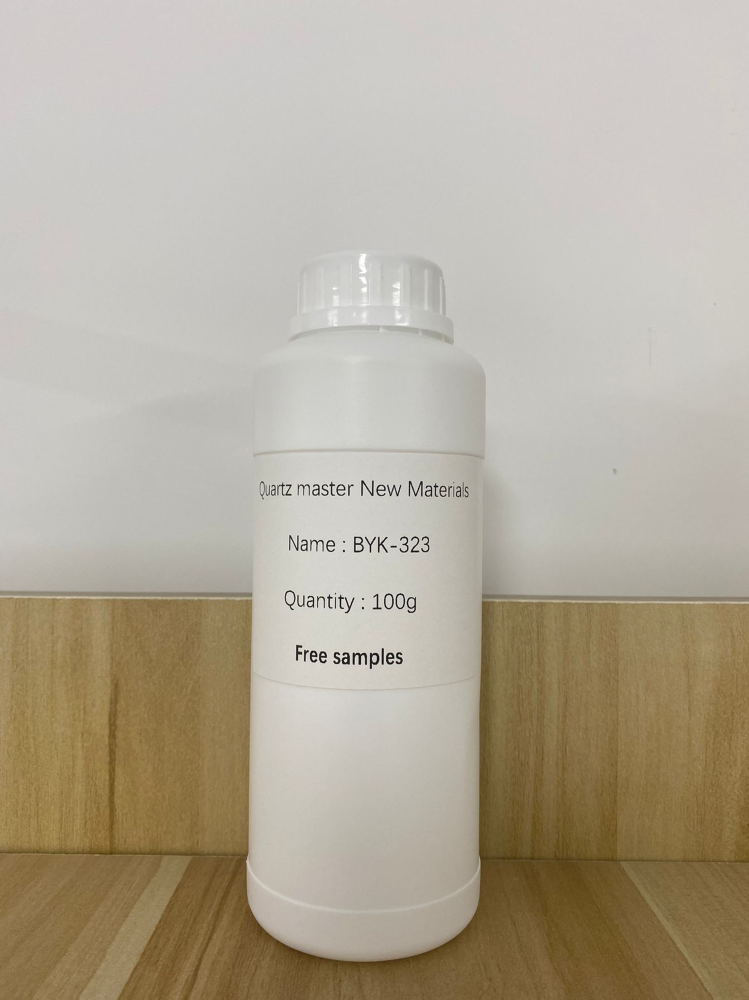 Quartz master New Materials
Name : BYK-323
Quantity : 100g
Free samples